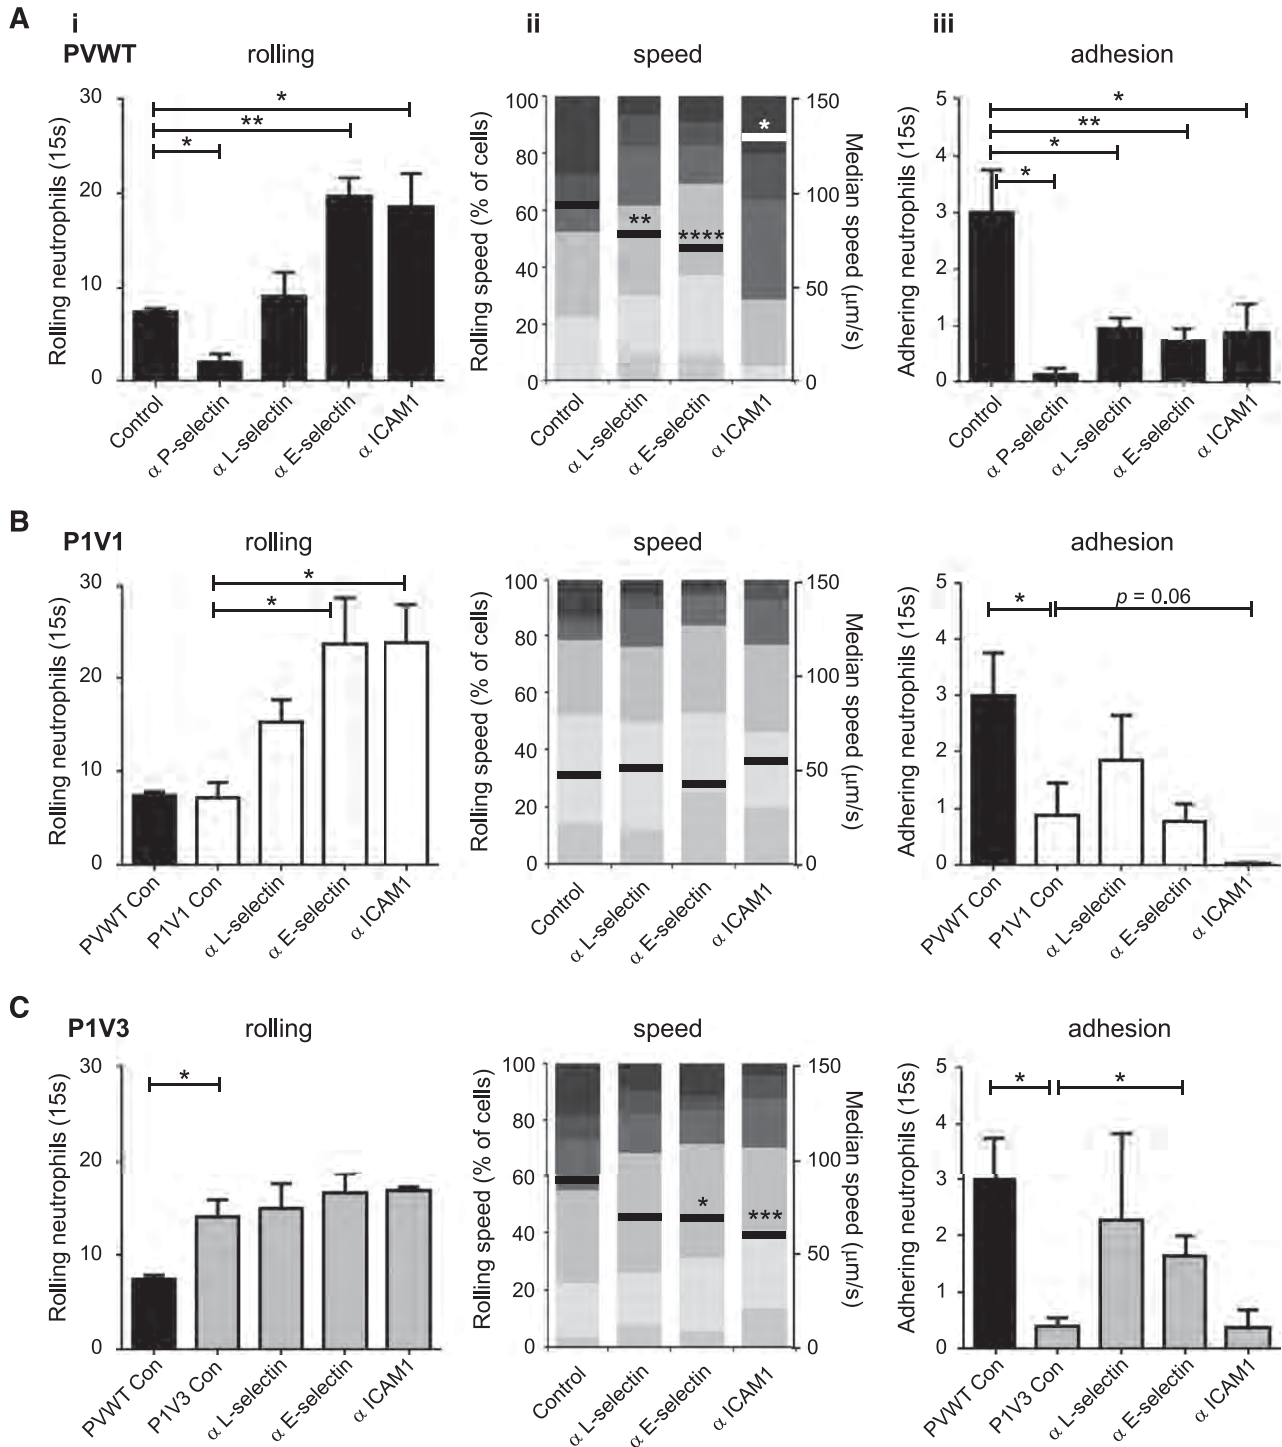 A
i
ii
iii
PVWT
rolling
speed
adhesion
Rolling neutrophils (15s)
30
20
10
0
*
**
*
Control
α P-selectin
α L-selectin
α E-selectin
α ICAM1
Rolling speed (% of cells)
100
80
60
40
20
0
**
****
*
150
100
50
0
Median speed (μm/s)
Control
α L-selectin
α E-selectin
α ICAM1
Adhering neutrophils (15s)
5
4
3
2
1
0
*
**
*
*
Control
α P-selectin
α L-selectin
α E-selectin
α ICAM1
B
P1V1
rolling
speed
adhesion
Rolling neutrophils (15s)
30
20
10
0
*
*
PVWT Con
P1V1 Con
α L-selectin
α E-selectin
α ICAM1
Rolling speed (% of cells)
100
80
60
40
20
0
150
100
50
0
Median speed (μm/s)
Control
α L-selectin
α E-selectin
α ICAM1
Adhering neutrophils (15s)
5
4
3
2
1
0
*
p = 0.06
PVWT Con
P1V1 Con
α L-selectin
α E-selectin
α ICAM1
C
P1V3
rolling
speed
adhesion
Rolling neutrophils (15s)
30
20
10
0
*
PVWT Con
P1V3 Con
α L-selectin
α E-selectin
α ICAM1
Rolling speed (% of cells)
100
80
60
40
20
0
*
***
150
100
50
0
Median speed (μm/s)
Control
α L-selectin
α E-selectin
α ICAM1
Adhering neutrophils (15s)
5
4
3
2
1
0
*
*
PVWT Con
P1V3 Con
α L-selectin
α E-selectin
α ICAM1